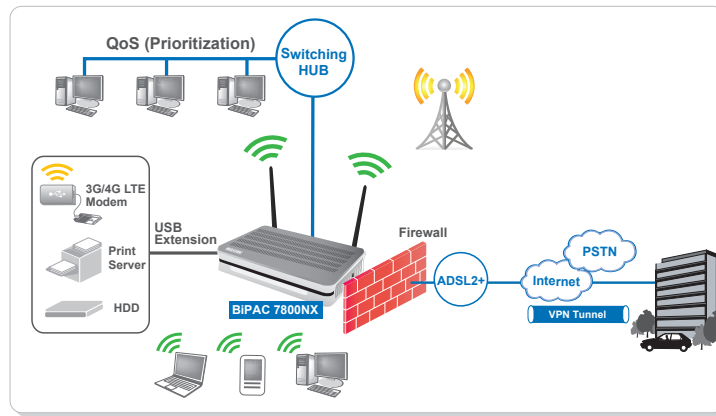 QoS (Prioritization)
Switching
HUB
3G/4G LTE
Modem
USB
Extension
Print
Server
HDD
BiPAC 7800NX
Firewall
ADSL2+
Internet
PSTN
VPN Tunnel